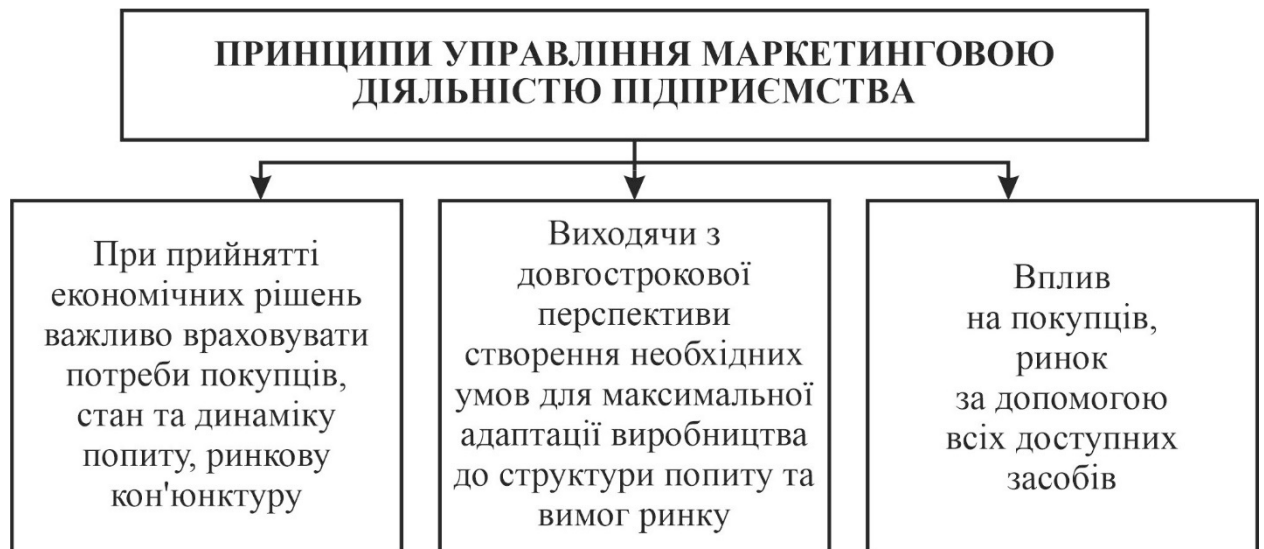 ПРИНЦИПИ УПРАВЛІННЯ МАРКЕТИНГОВОЮ
ДІЯЛЬНІСТЮ ПІДПРИЄМСТВА
При прийнятті
економічних рішень
важливо враховувати
потреби покупців,
стан та динаміку
попиту, ринкову
кон'юнктуру
Виходячи з
довгострокової
перспективи
створення необхідних
умов для максимальної
адаптації виробництва
до структури попиту та
вимог ринку
Вплив
на покупців,
ринок
за допомогою
всіх доступних
засобів